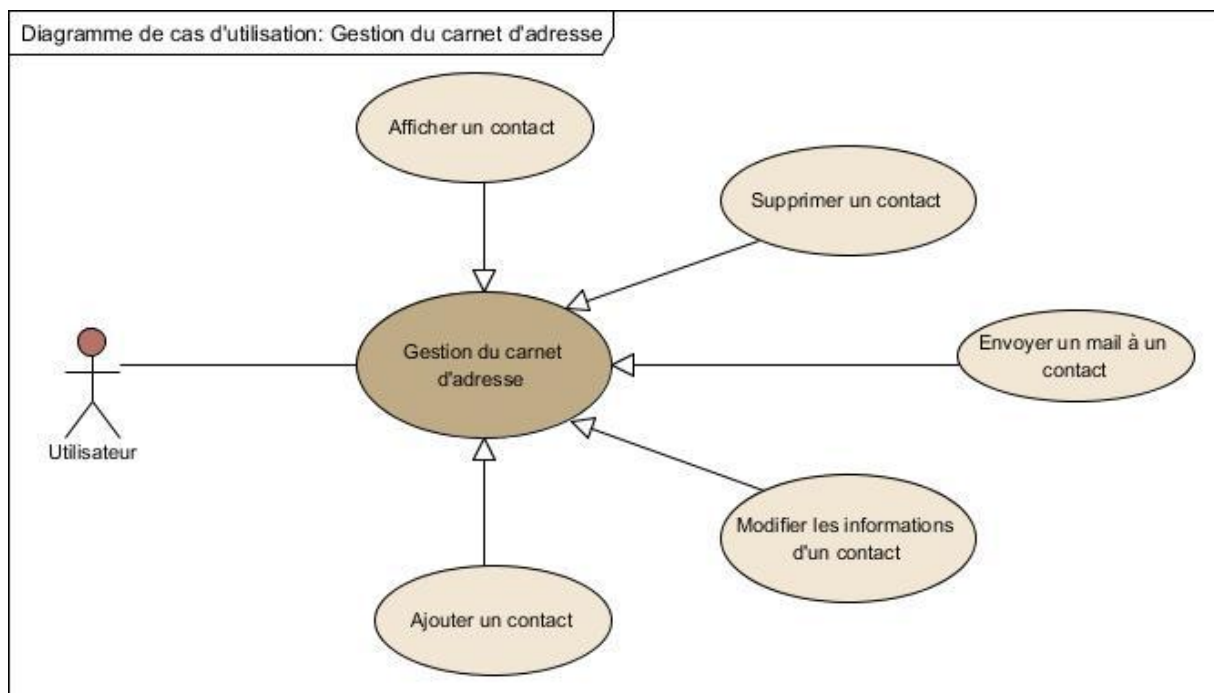 Diagramme de cas d'utilisation: Gestion du carnet d'adresse
Afficher un contact
Supprimer un contact
Envoyer un mail à un
contact
Gestion du carnet
d'adresse
Utilisateur
Modifier les informations
d'un contact
Ajouter un contact